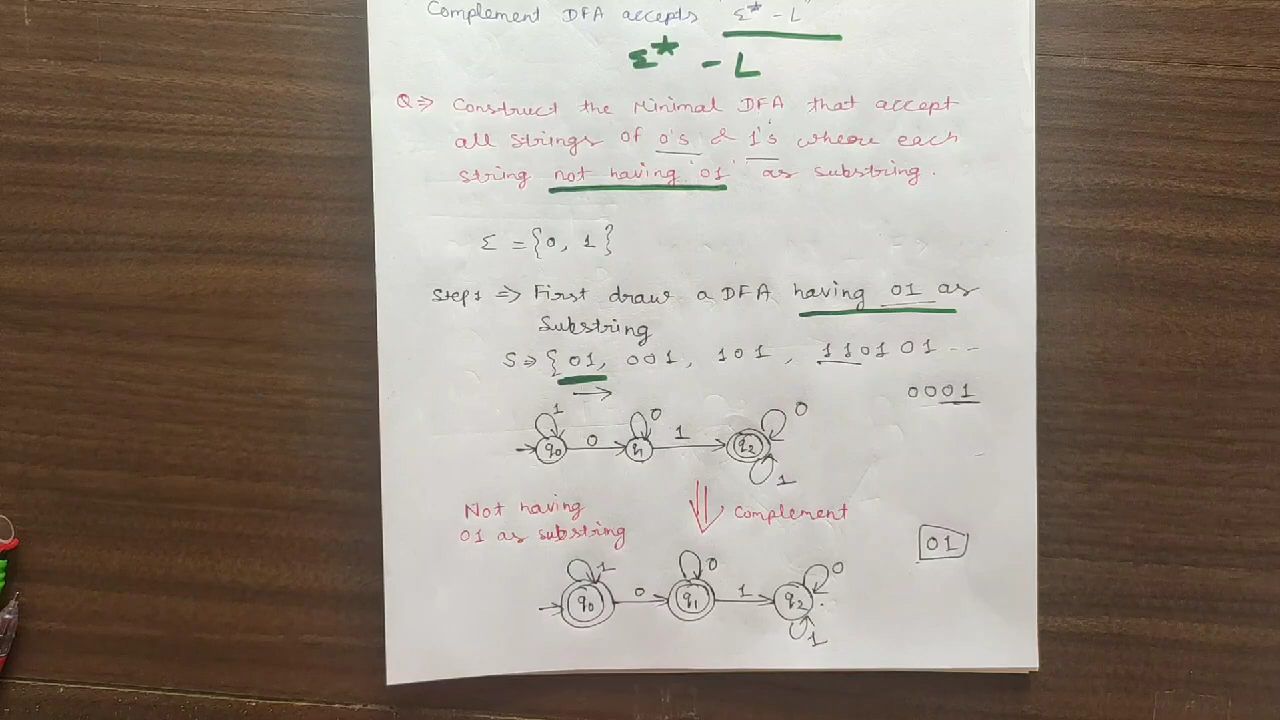 Complement DFA accepts Σ* - L
Σ* - L
Q⇒ Construct the Minimal DFA that accept
all strings of 0's & 1's where each
string not having '01' as substring.
Σ = {0, 1}
Step1 ⇒ First draw a DFA having 01 as
Substring
S⇒ { 01, 001, 101, 110101 ...
0001
1 0 0
q0 0 q1 1 q2
1
Not having
01 as substring
Complement
01
1 0 0
q0 0 q1 1 q2
1